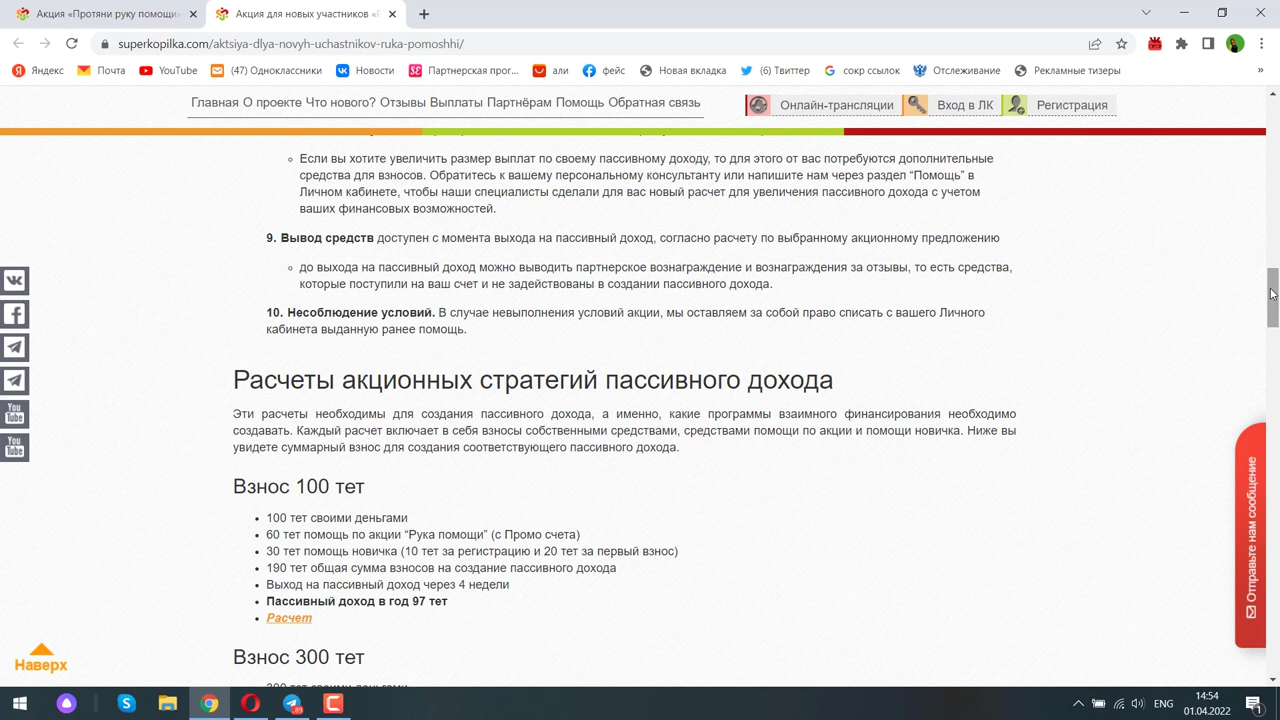 Акция «Протяни руку помощи»
Акция для новых участников «Р
superkopilka.com/aktsiya-dlya-novyh-uchastnikov-ruka-pomoshhi/
Яндекс
Почта
YouTube
(47) Одноклассники
Новости
Партнерская прог...
али
фейс
Новая вкладка
(6) Твиттер
сокр ссылок
Отслеживание
Рекламные тизеры
»
Главная О проекте Что нового? Отзывы Выплаты Партнёрам Помощь Обратная связь
Онлайн-трансляции
Вход в ЛК
Регистрация
Если вы хотите увеличить размер выплат по своему пассивному доходу, то для этого от вас потребуются дополнительные
средства для взносов. Обратитесь к вашему персональному консультанту или напишите нам через раздел “Помощь” в
Личном кабинете, чтобы наши специалисты сделали для вас новый расчет для увеличения пассивного дохода с учетом
ваших финансовых возможностей.
9. Вывод средств доступен с момента выхода на пассивный доход, согласно расчету по выбранному акционному предложению
до выхода на пассивный доход можно выводить партнерское вознаграждение и вознаграждения за отзывы, то есть средства,
которые поступили на ваш счет и не задействованы в создании пассивного дохода.
10. Несоблюдение условий. В случае невыполнения условий акции, мы оставляем за собой право списать с вашего Личного
кабинета выданную ранее помощь.
Расчеты акционных стратегий пассивного дохода
Эти расчеты необходимы для создания пассивного дохода, а именно, какие программы взаимного финансирования необходимо
создавать. Каждый расчет включает в себя взносы собственными средствами, средствами помощи по акции и помощи новичка. Ниже вы
увидете суммарный взнос для создания соответствующего пассивного дохода.
Взнос 100 тет
100 тет своими деньгами
60 тет помощь по акции “Рука помощи” (с Промо счета)
30 тет помощь новичка (10 тет за регистрацию и 20 тет за первый взнос)
190 тет общая сумма взносов на создание пассивного дохода
Выход на пассивный доход через 4 недели
Пассивный доход в год 97 тет
Расчет
Взнос 300 тет
You
Tube
You
Tube
Наверх
Отправьте нам сообщение
ENG
14:54
01.04.2022
1